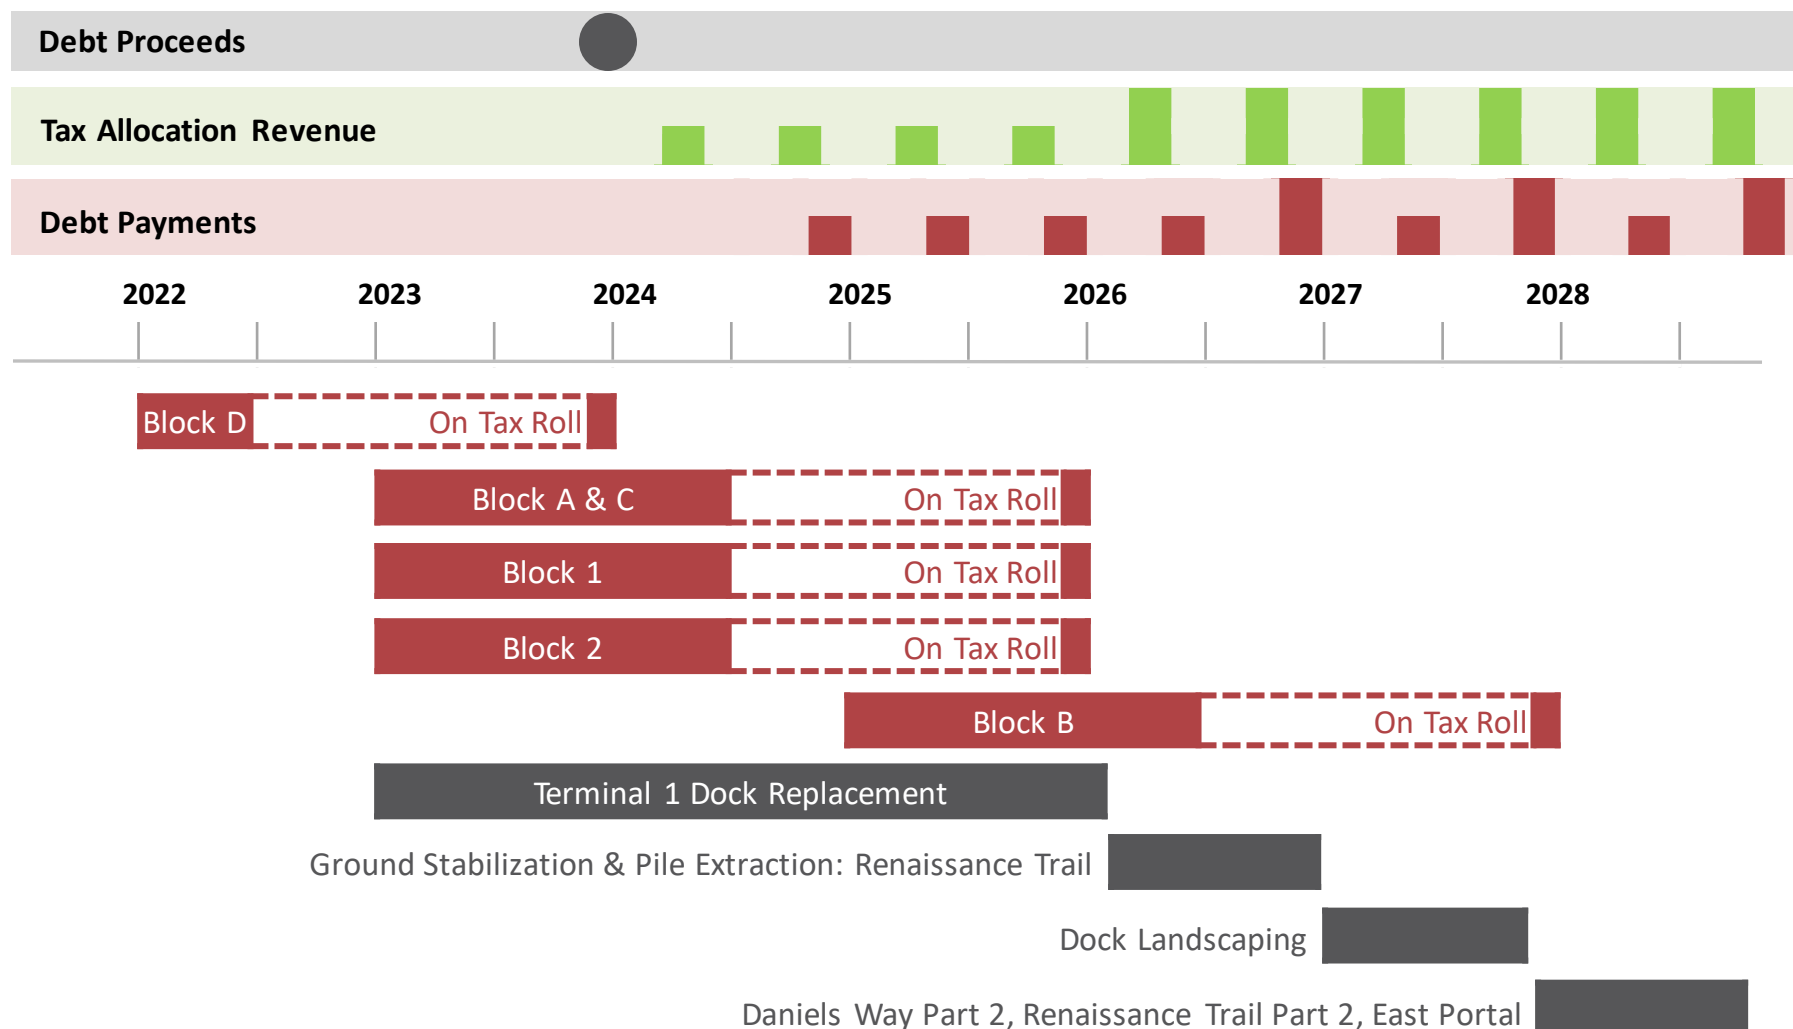 Debt Proceeds
Tax Allocation Revenue
Debt Payments
2022 2023 2024 2025 2026 2027 2028
Block D On Tax Roll
Block A & C On Tax Roll
Block 1 On Tax Roll
Block 2 On Tax Roll
Block B On Tax Roll
Terminal 1 Dock Replacement
Ground Stabilization & Pile Extraction: Renaissance Trail
Dock Landscaping
Daniels Way Part 2, Renaissance Trail Part 2, East Portal